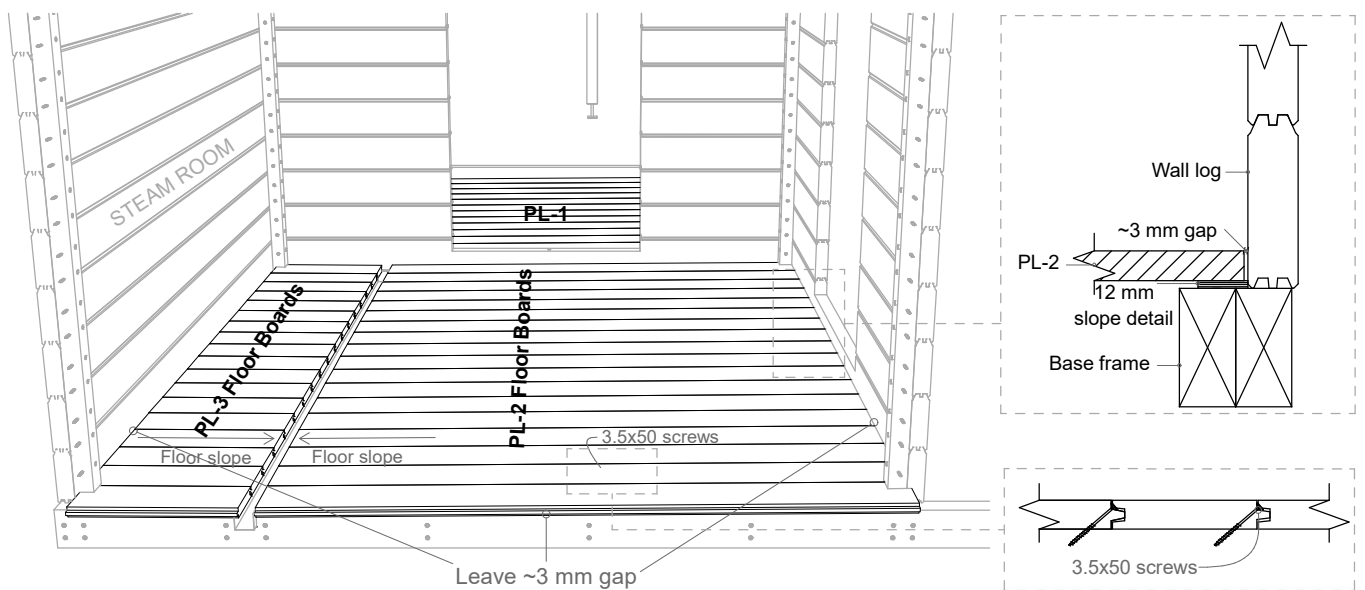 STEAM ROOM
PL-1
PL-3 Floor Boards
PL-2 Floor Boards
Floor slope
Floor slope
3.5x50 screws
Leave ~3 mm gap
Wall log
~3 mm gap
PL-2
12 mm
slope detail
Base frame
3.5x50 screws